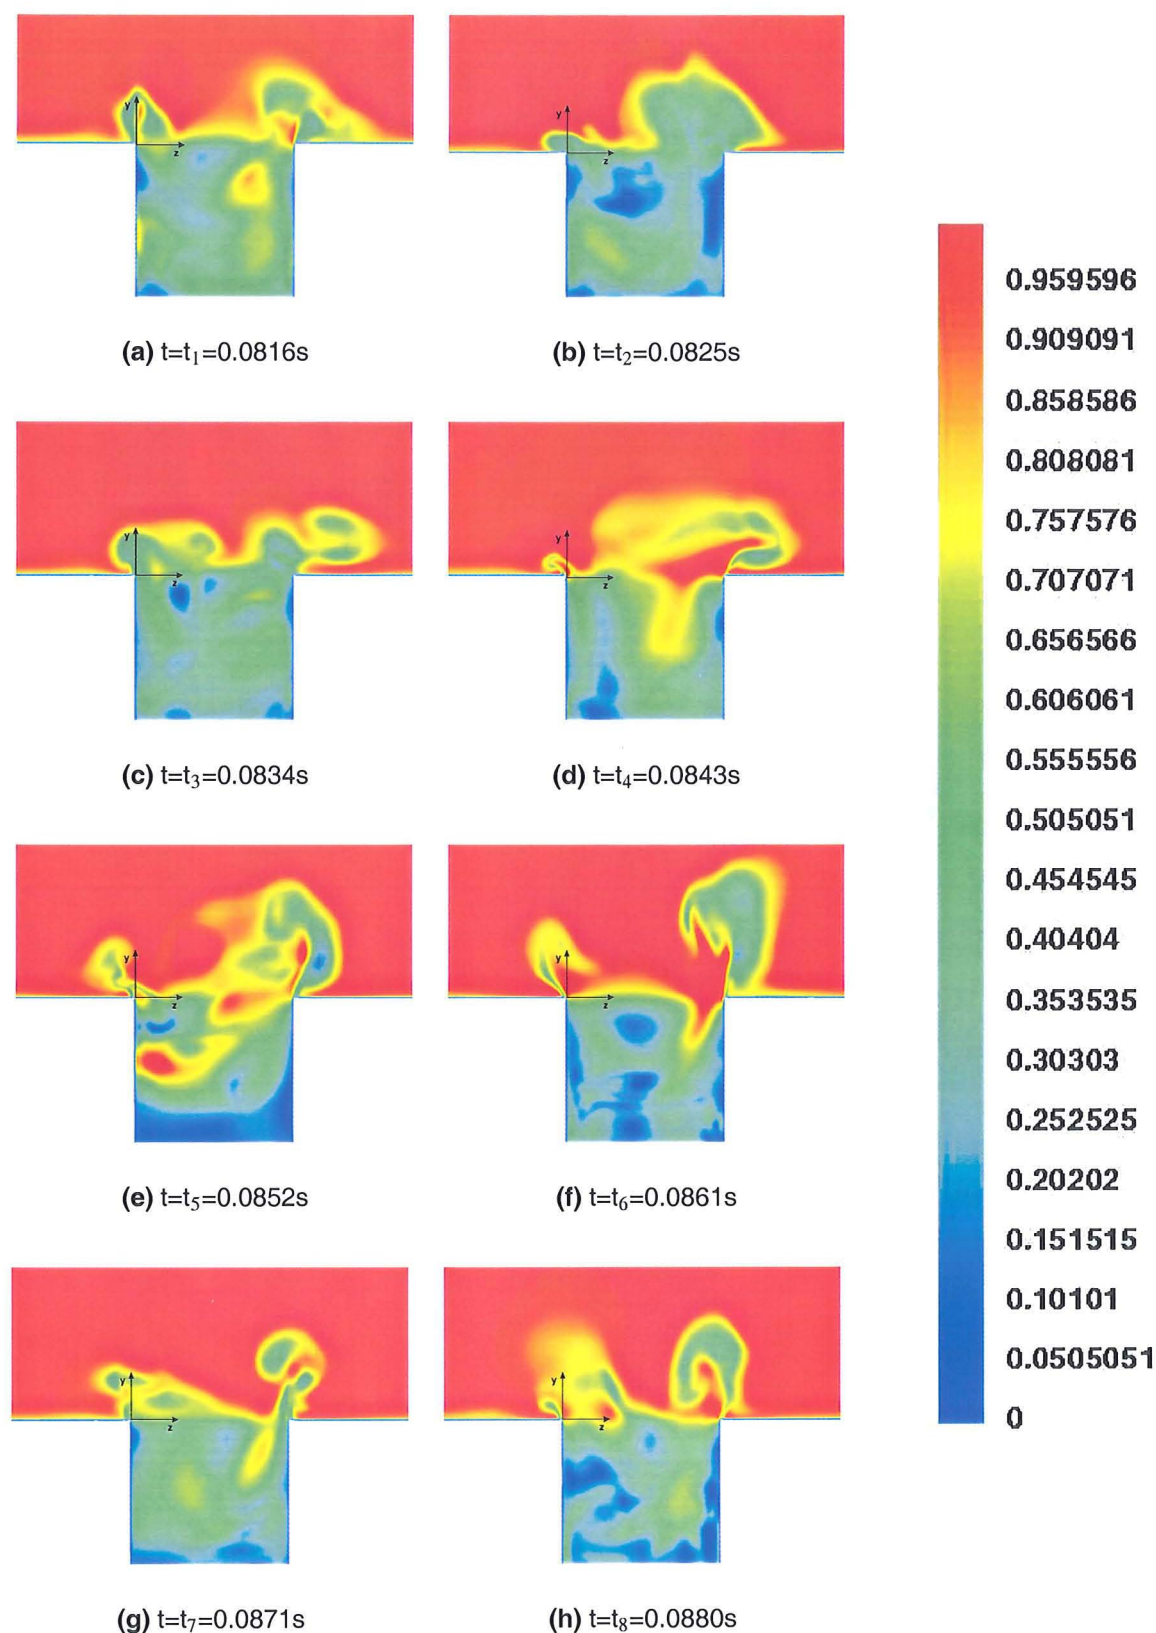 y
z
y
z
(a) t=t₁=0.0816s
(b) t=t₂=0.0825s
y
z
y
z
(c) t=t₃=0.0834s
(d) t=t₄=0.0843s
y
z
y
z
(e) t=t₅=0.0852s
(f) t=t₆=0.0861s
y
z
y
z
(g) t=t₇=0.0871s
(h) t=t₈=0.0880s
0.959596
0.909091
0.858586
0.808081
0.757576
0.707071
0.656566
0.606061
0.555556
0.505051
0.454545
0.40404
0.353535
0.30303
0.252525
0.20202
0.151515
0.10101
0.0505051
0